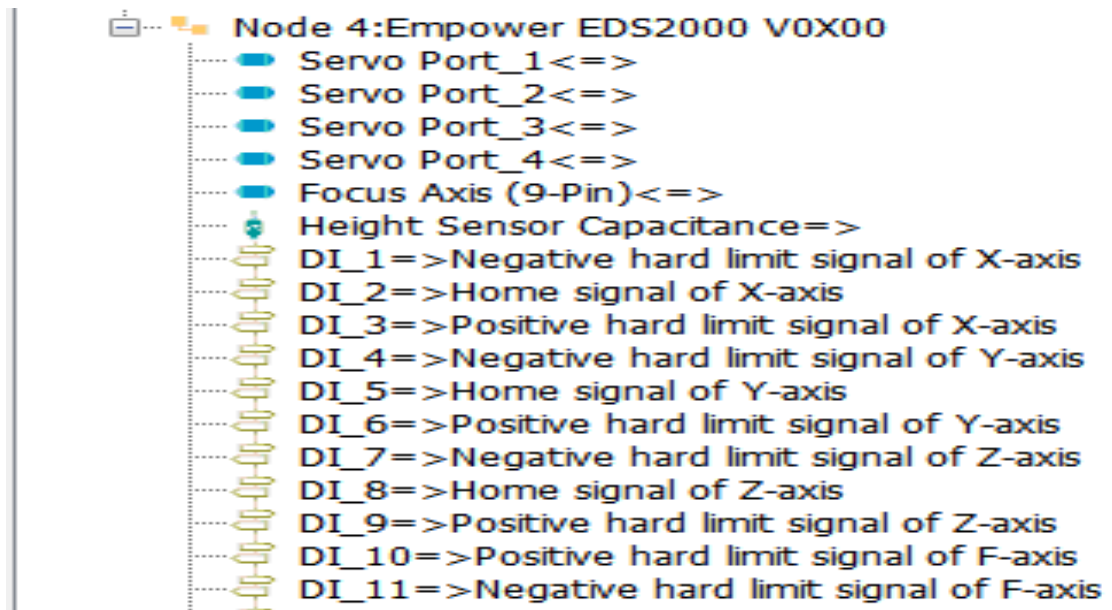 Node 4:Empower EDS2000 V0X00
Servo Port_1<=>
Servo Port_2<=>
Servo Port_3<=>
Servo Port_4<=>
Focus Axis (9-Pin)<=>
Height Sensor Capacitance=>
DI_1=>Negative hard limit signal of X-axis
DI_2=>Home signal of X-axis
DI_3=>Positive hard limit signal of X-axis
DI_4=>Negative hard limit signal of Y-axis
DI_5=>Home signal of Y-axis
DI_6=>Positive hard limit signal of Y-axis
DI_7=>Negative hard limit signal of Z-axis
DI_8=>Home signal of Z-axis
DI_9=>Positive hard limit signal of Z-axis
DI_10=>Positive hard limit signal of F-axis
DI_11=>Negative hard limit signal of F-axis